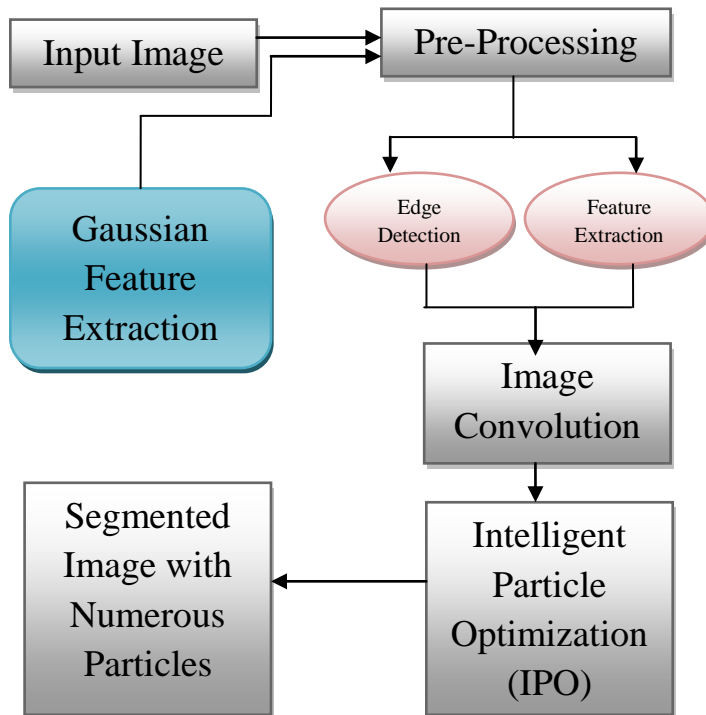 Input Image
Pre-Processing
Gaussian
Feature
Extraction
Edge
Detection
Feature
Extraction
Image
Convolution
Segmented
Image with
Numerous
Particles
Intelligent
Particle
Optimization
(IPO)